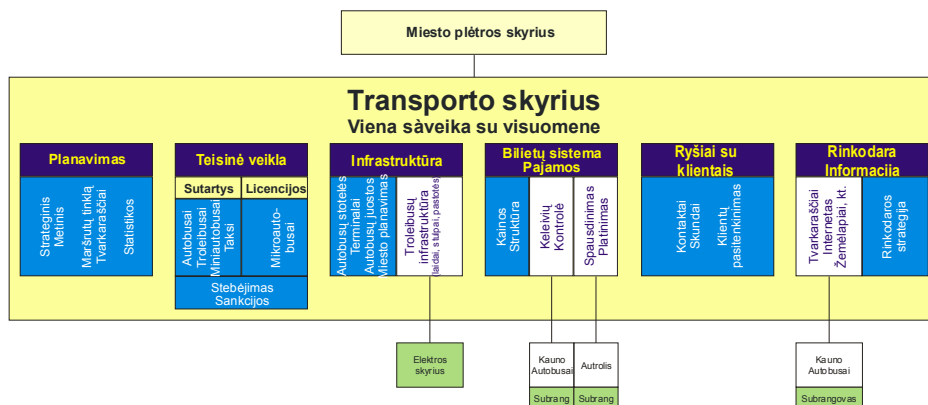 Miesto plėtros skyrius
Transporto skyrius
Viena sàveika su visuomene
Planavimas
Strateginis
Metinis
Maršrutų tinklą
Tvarkaraščiai
Statistikos
Teisinė veikla
Sutartys
Licencijos
Autobusai
Troleibusai
Miniautobusai
Taksi
Mikroauto-
busai
Stebėjimas
Sankcijos
Infrastruktūra
Autobusų stotelės
Terminalai
Autobusų juostos
Miesto planavimas
Troleibusų
infrastruktūra
(laidai, stulpai, pastotės)
Bilietų sistema
Pajamos
Kainos
Struktūra
Keleivių
Kontrolė
Spausdinimas
Platinimas
Ryšiai su
klientais
Kontaktai
Skundai
Klientų
pasitenkinimas
Rinkodara
Informacija
Tvarkaraščiai
Internetas
Žemėlapiai, kt.
Rinkodaros
strategija
Elektros
skyrius
Kauno
Autobusai
Subrang
Autrolis
Subrang
Kauno
Autobusai
Subrangovas